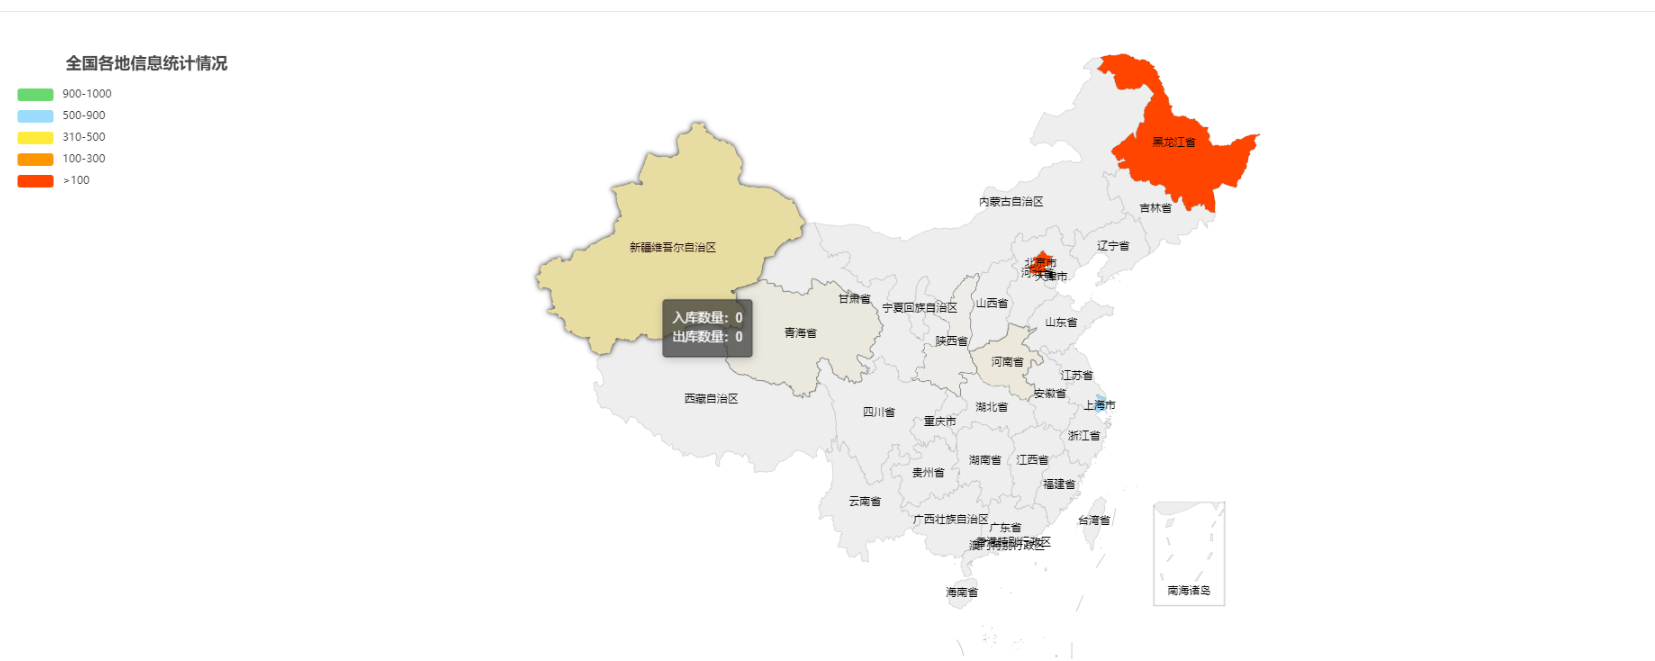 全国各地信息统计情况
900-1000
500-900
310-500
100-300
>100
黑龙江省
内蒙古自治区
吉林省
辽宁省
新疆维吾尔自治区
北京市
天津市
甘肃省
宁夏回族自治区
山西省
入库数量：0
出库数量：0
青海省
山东省
陕西省
河南省
江苏省
安徽省
西藏自治区
上海市
四川省
湖北省
重庆市
浙江省
湖南省
江西省
贵州省
福建省
云南省
广西壮族自治区
广东省
台湾省
香港特别行政区
澳门特别行政区
海南省
南海诸岛